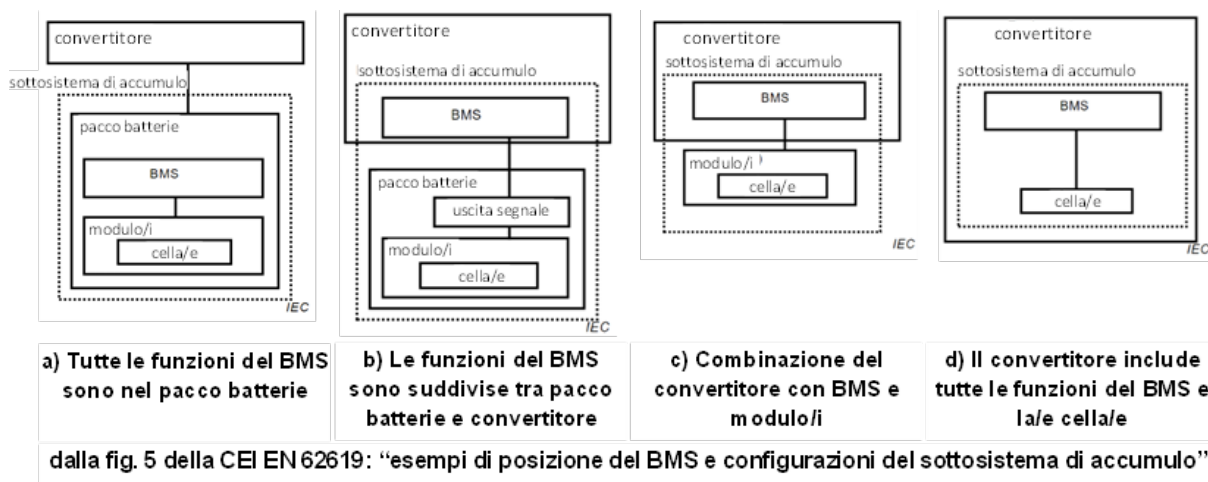 convertitore
sottosistema di accumulo
pacco batterie
BMS
modulo/i
cella/e
IEC
convertitore
sottosistema di accumulo
BMS
pacco batterie
uscita segnale
modulo/i
cella/e
IEC
convertitore
sottosistema di accumulo
BMS
modulo/i
cella/e
IEC
convertitore
sottosistema di accumulo
BMS
cella/e
IEC
a) Tutte le funzioni del BMS
sono nel pacco batterie
b) Le funzioni del BMS
sono suddivise tra pacco
batterie e convertitore
c) Combinazione del
convertitore con BMS e
modulo/i
d) Il convertitore include
tutte le funzioni del BMS e
la/e cella/e
dalla fig. 5 della CEI EN 62619: “esempi di posizione del BMS e configurazioni del sottosistema di accumulo”